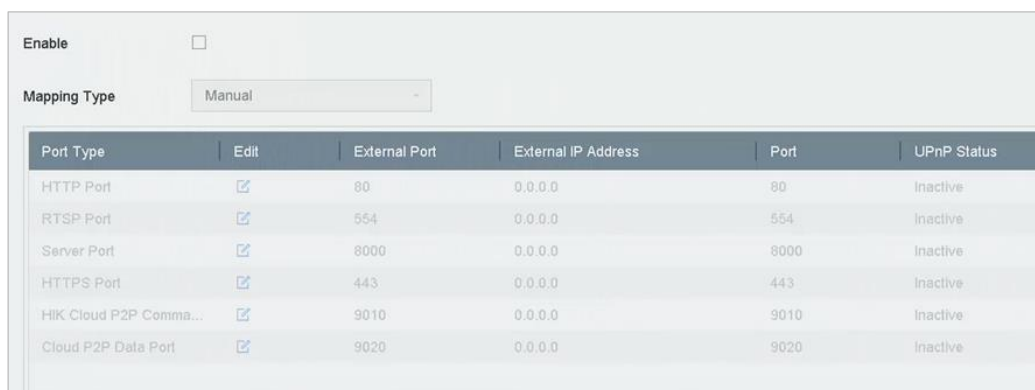 Enable
Mapping Type Manual
Port Type Edit External Port External IP Address Port UPnP Status
HTTP Port 80 0.0.0.0 80 Inactive
RTSP Port 554 0.0.0.0 554 Inactive
Server Port 8000 0.0.0.0 8000 Inactive
HTTPS Port 443 0.0.0.0 443 Inactive
HIK Cloud P2P Comma... 9010 0.0.0.0 9010 Inactive
Cloud P2P Data Port 9020 0.0.0.0 9020 Inactive